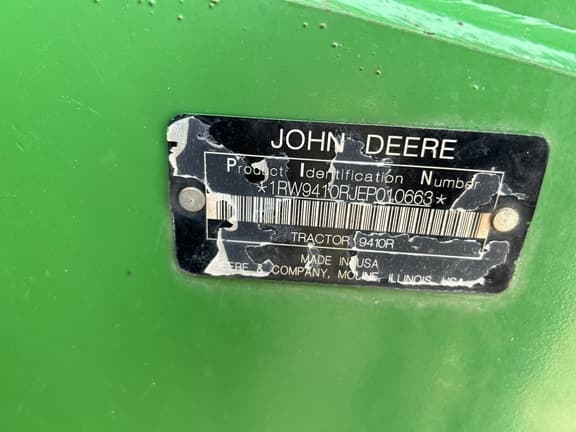 JOHN DEERE
Product Identification Number
*1RW9410RJEP010663*
TRACTOR 9410R
MADE IN USA
DEERE & COMPANY, MOLINE, ILLINOIS, USA